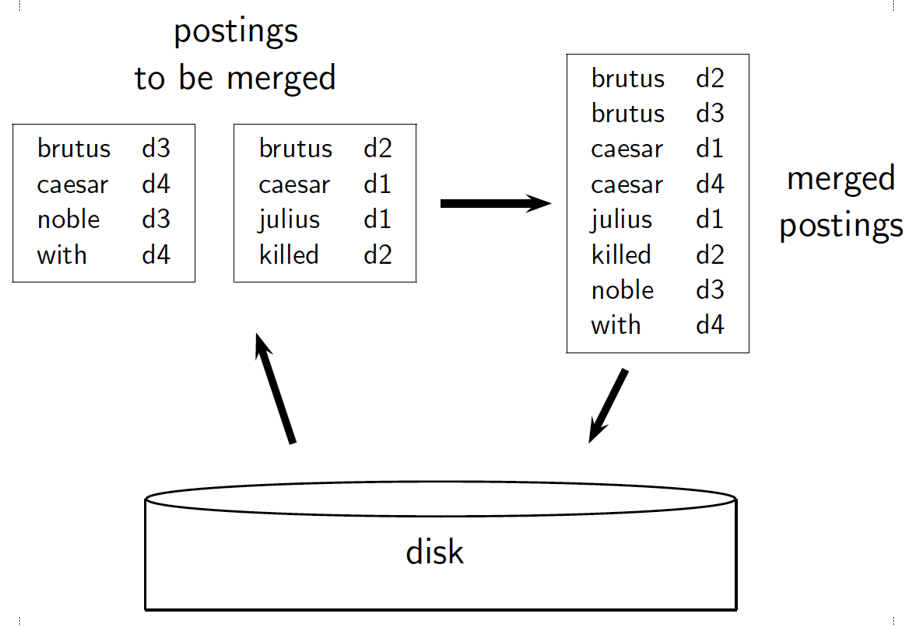 postings
to be merged
brutus d3
caesar d4
noble d3
with d4
brutus d2
caesar d1
julius d1
killed d2
brutus d2
brutus d3
caesar d1
caesar d4
julius d1
killed d2
noble d3
with d4
merged
postings
disk